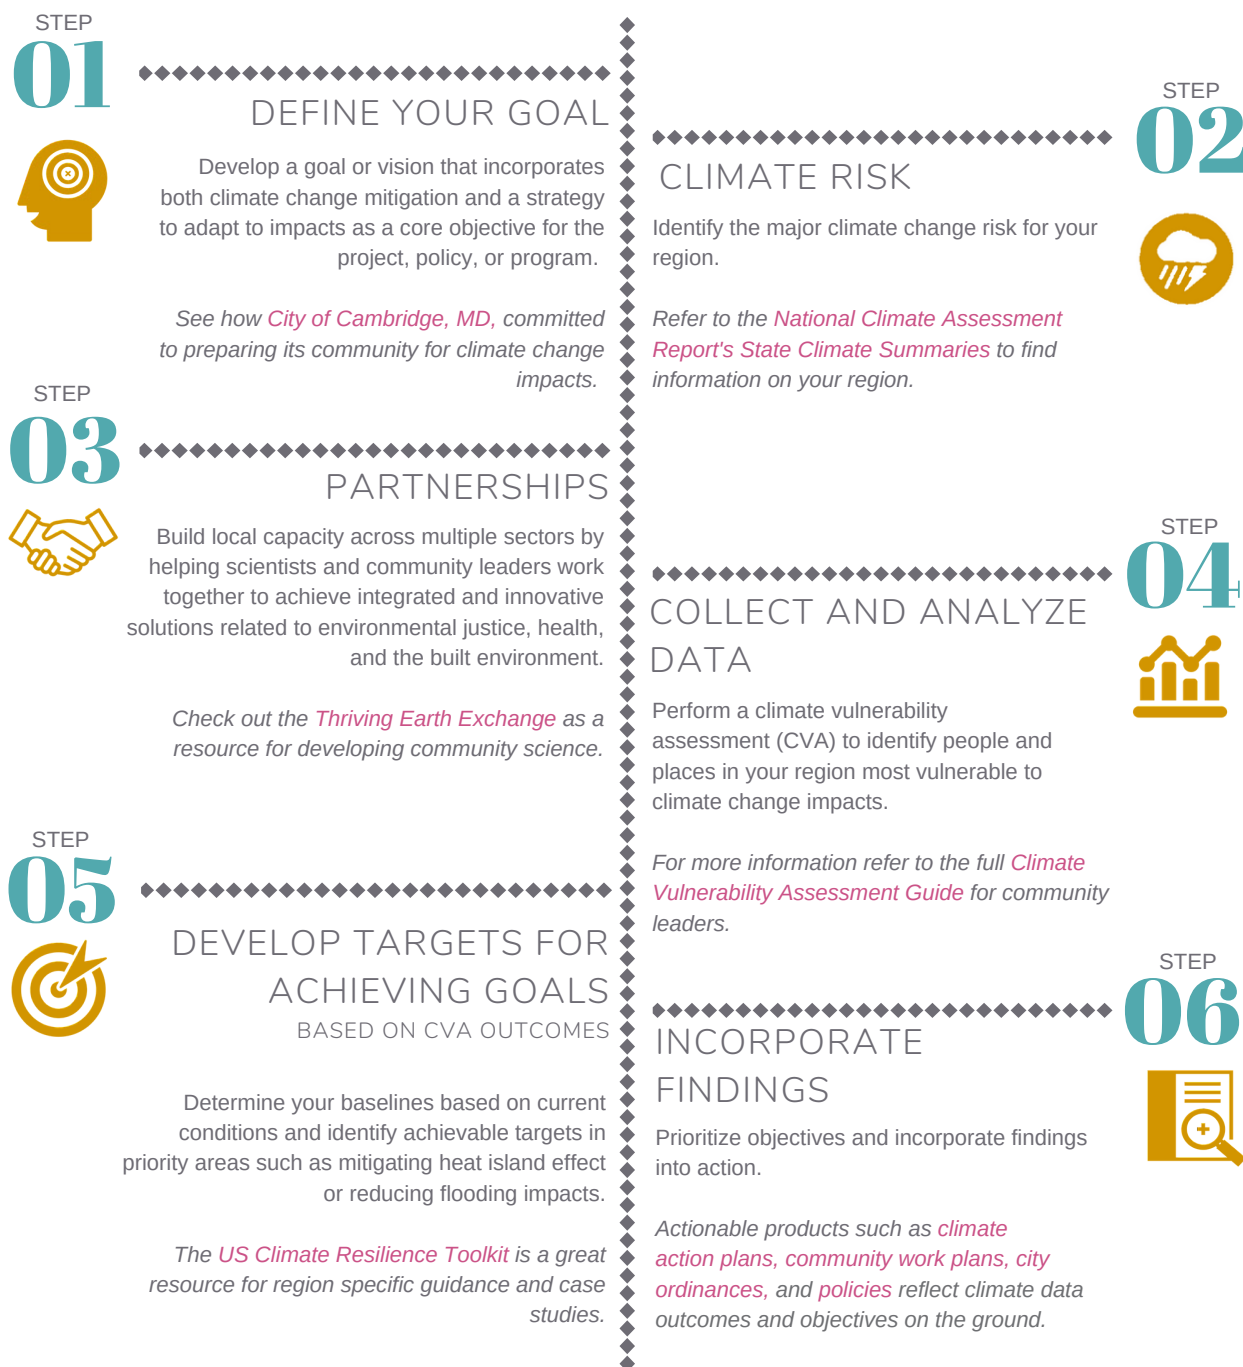 STEP
01
DEFINE YOUR GOAL
Develop a goal or vision that incorporates
both climate change mitigation and a strategy
to adapt to impacts as a core objective for the
project, policy, or program.
See how City of Cambridge, MD, committed
to preparing its community for climate change
impacts.
STEP
02
CLIMATE RISK
Identify the major climate change risk for your
region.
Refer to the National Climate Assessment
Report's State Climate Summaries to find
information on your region.
STEP
03
PARTNERSHIPS
Build local capacity across multiple sectors by
helping scientists and community leaders work
together to achieve integrated and innovative
solutions related to environmental justice, health,
and the built environment.
Check out the Thriving Earth Exchange as a
resource for developing community science.
STEP
04
COLLECT AND ANALYZE
DATA
Perform a climate vulnerability
assessment (CVA) to identify people and
places in your region most vulnerable to
climate change impacts.
For more information refer to the full Climate
Vulnerability Assessment Guide for community
leaders.
STEP
05
DEVELOP TARGETS FOR
ACHIEVING GOALS
BASED ON CVA OUTCOMES
Determine your baselines based on current
conditions and identify achievable targets in
priority areas such as mitigating heat island effect
or reducing flooding impacts.
The US Climate Resilience Toolkit is a great
resource for region specific guidance and case
studies.
STEP
06
INCORPORATE
FINDINGS
Prioritize objectives and incorporate findings
into action.
Actionable products such as climate
action plans, community work plans, city
ordinances, and policies reflect climate data
outcomes and objectives on the ground.